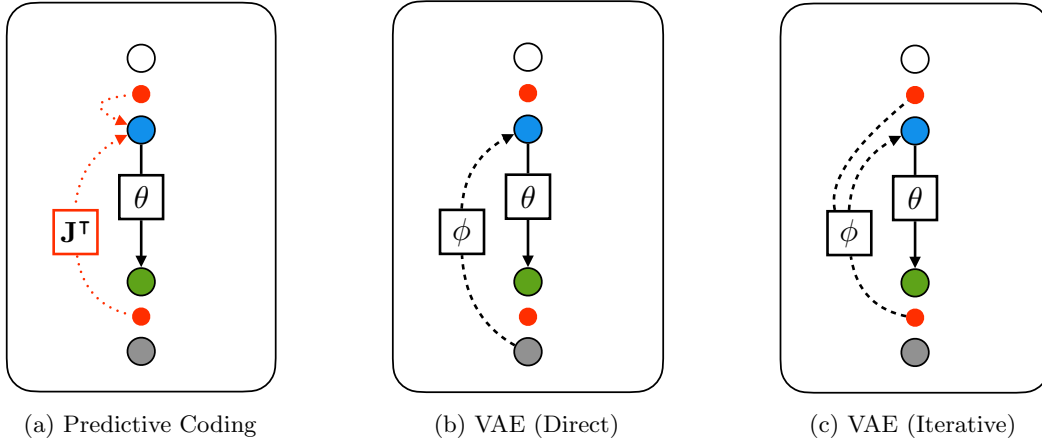 θ
J⊤
θ
ϕ
θ
ϕ
(a) Predictive Coding
(b) VAE (Direct)
(c) VAE (Iterative)